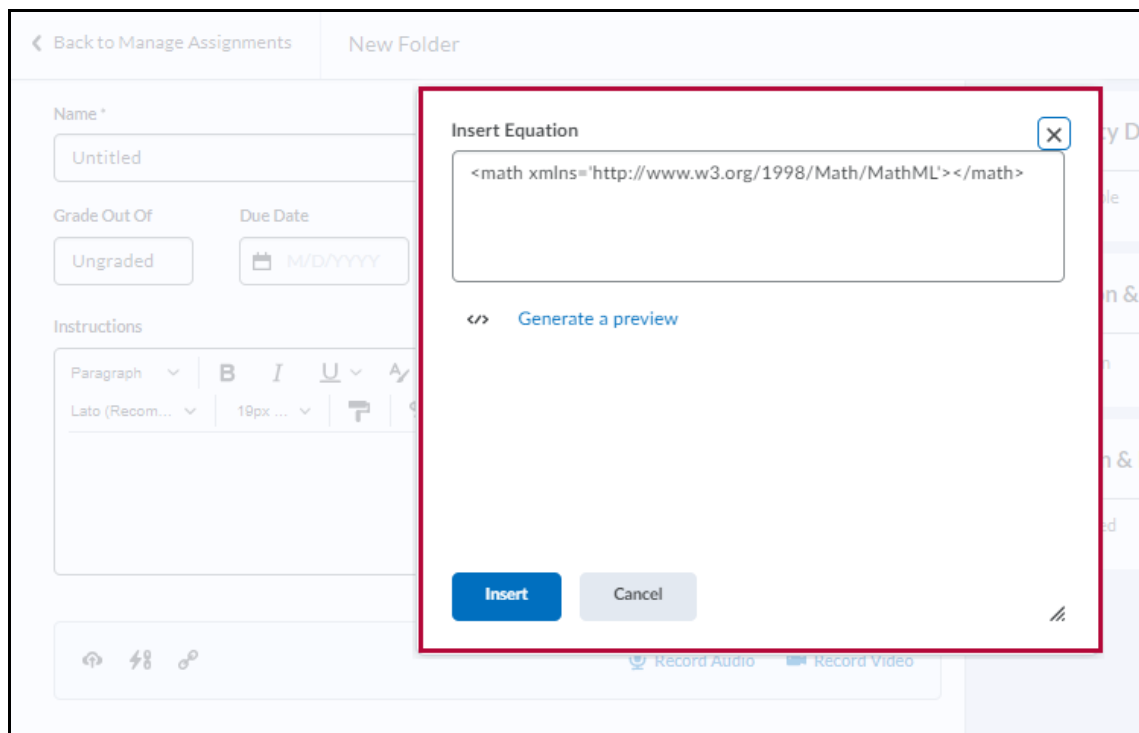 Back to Manage Assignments
New Folder
Name *
Untitled
Grade Out Of
Due Date
Ungraded
M/D/YYYY
Instructions
Paragraph
B I U A
Lato (Recom...
19px ...
Insert Equation
<math xmlns='http://www.w3.org/1998/Math/MathML'></math>
</>
Generate a preview
Insert
Cancel
Record Audio
Record Video
y D
ole
n &
n
n &
ed